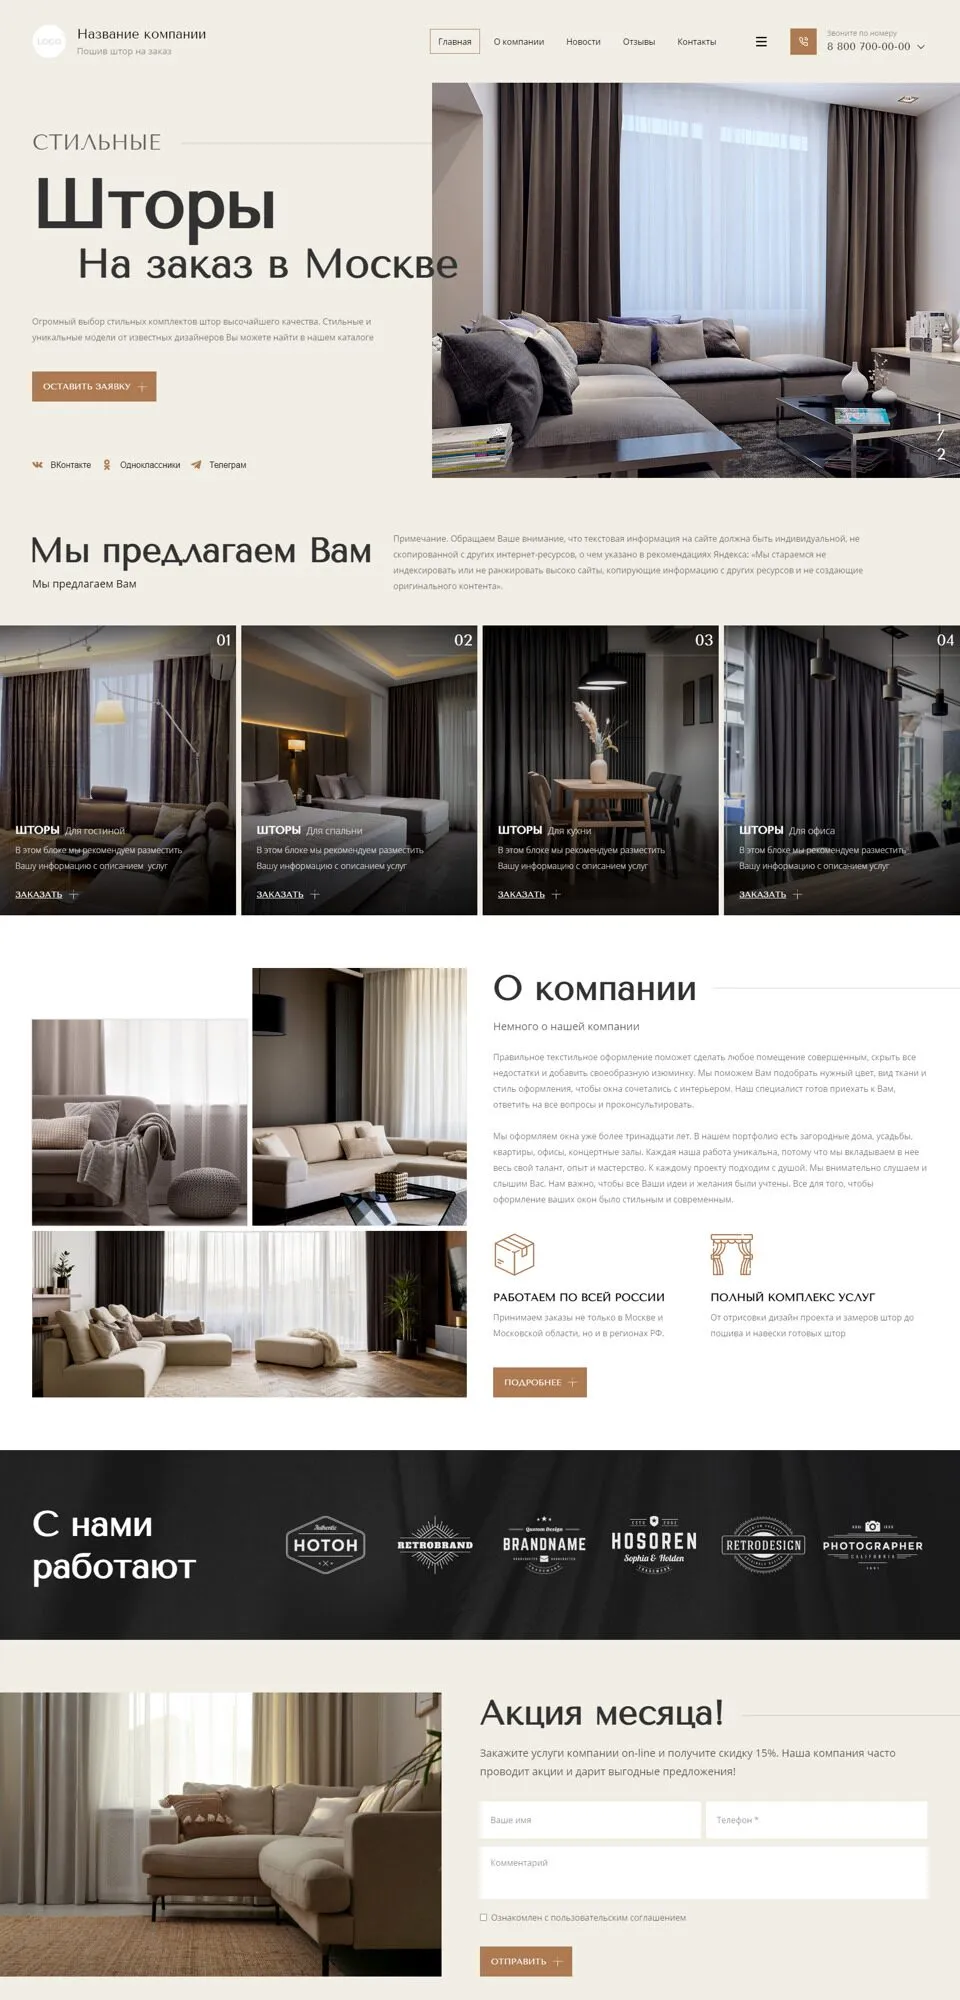 LOGO
Название компании
Пошив штор на заказ
Главная
О компании
Новости
Отзывы
Контакты
Звоните по номеру
8 800 700-00-00
СТИЛЬНЫЕ
Шторы
На заказ в Москве
Огромный выбор стильных комплектов штор высочайшего качества. Стильные и
уникальные модели от известных дизайнеров Вы можете найти в нашем каталоге
ОСТАВИТЬ ЗАЯВКУ
ВКонтакте
Одноклассники
Телеграм
1
/
2
Мы предлагаем Вам
Мы предлагаем Вам
Примечание. Обращаем Ваше внимание, что текстовая информация на сайте должна быть индивидуальной, не
скопированной с других интернет-ресурсов, о чем указано в рекомендациях Яндекса: «Мы стараемся не
индексировать или не ранжировать высоко сайты, копирующие информацию с других ресурсов и не создающие
оригинального контента».
01
ШТОРЫ Для гостиной
В этом блоке мы рекомендуем разместить
Вашу информацию с описанием услуг
ЗАКАЗАТЬ
02
ШТОРЫ Для спальни
В этом блоке мы рекомендуем разместить
Вашу информацию с описанием услуг
ЗАКАЗАТЬ
03
ШТОРЫ Для кухни
В этом блоке мы рекомендуем разместить
Вашу информацию с описанием услуг
ЗАКАЗАТЬ
04
ШТОРЫ Для офиса
В этом блоке мы рекомендуем разместить
Вашу информацию с описанием услуг
ЗАКАЗАТЬ
О компании
Немного о нашей компании
Правильное текстильное оформление поможет сделать любое помещение совершенным, скрыть все
недостатки и добавить своеобразную изюминку. Мы поможем Вам подобрать нужный цвет, вид ткани и
стиль оформления, чтобы окна сочетались с интерьером. Наш специалист готов приехать к Вам,
ответить на все вопросы и проконсультировать.
Мы оформляем окна уже более тринадцати лет. В нашем портфолио есть загородные дома, усадьбы,
квартиры, офисы, концертные залы. Каждая наша работа уникальна, потому что мы вкладываем в нее
весь свой талант, опыт и мастерство. К каждому проекту подходим с душой. Мы внимательно слушаем и
слышим Вас. Нам важно, чтобы все Ваши идеи и желания были учтены. Все для того, чтобы
оформление ваших окон было стильным и современным.
РАБОТАЕМ ПО ВСЕЙ РОССИИ
Принимаем заказы не только в Москве и
Московской области, но и в регионах РФ.
ПОЛНЫЙ КОМПЛЕКС УСЛУГ
От отрисовки дизайн проекта и замеров штор до
пошива и навески готовых штор
ПОДРОБНЕЕ
С нами
работают
Authentic
HOTOH
RETROBRAND
Custom Design
BRANDNAME
HOSOREN
Sophia & Holden
TRADEMARK
RETRODESIGN
PHOTOGRAPHER
CALIFORNIA
Акция месяца!
Закажите услуги компании on-line и получите скидку 15%. Наша компания часто
проводит акции и дарит выгодные предложения!
Ваше имя
Телефон *
Комментарий
Ознакомлен с пользовательским соглашением
ОТПРАВИТЬ